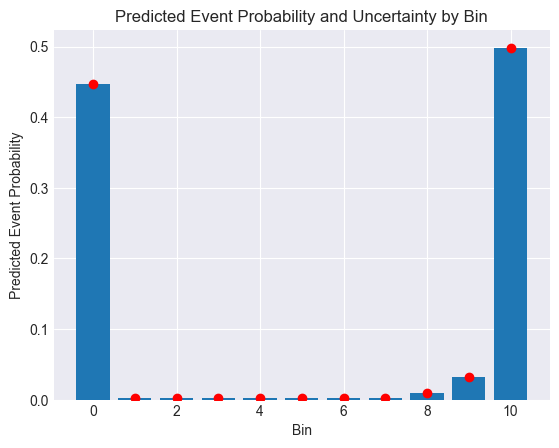 Predicted Event Probability and Uncertainty by Bin
0.5
0.4
0.3
0.2
0.1
0.0
Predicted Event Probability
0 2 4 6 8 10
Bin